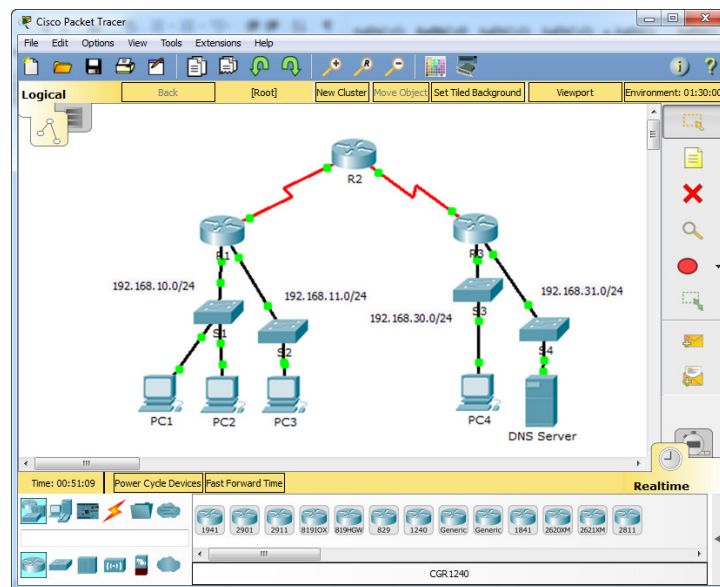 Cisco Packet Tracer
File Edit Options View Tools Extensions Help
Logical Back [Root] New Cluster Move Object Set Tiled Background Viewport Environment: 01:30:00
R2
R1
R3
192.168.10.0/24
192.168.11.0/24
192.168.30.0/24
192.168.31.0/24
S1
S2
S3
S4
PC1 PC2 PC3 PC4
DNS Server
Time: 00:51:09 Power Cycle Devices Fast Forward Time Realtime
1941 2901 2911 819IOX 819HGW 829 1240 Generic Generic 1841 2620XM 2621XM 2811
CGR1240